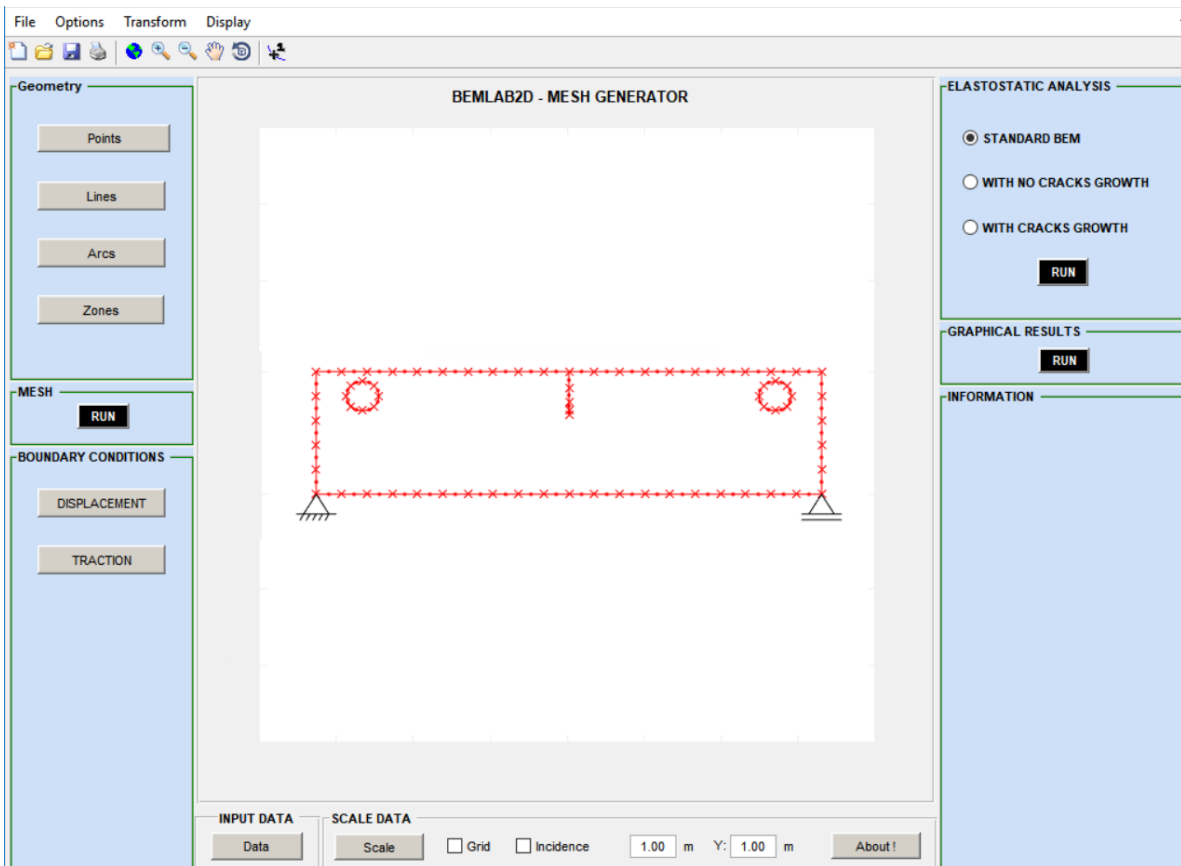 File Options Transform Display
Geometry
Points
Lines
Arcs
Zones
MESH
RUN
BOUNDARY CONDITIONS
DISPLACEMENT
TRACTION
BEMLAB2D - MESH GENERATOR
ELASTOSTATIC ANALYSIS
STANDARD BEM
WITH NO CRACKS GROWTH
WITH CRACKS GROWTH
RUN
GRAPHICAL RESULTS
RUN
INFORMATION
INPUT DATA
Data
SCALE DATA
Scale Grid Incidence 1.00 m Y: 1.00 m About !